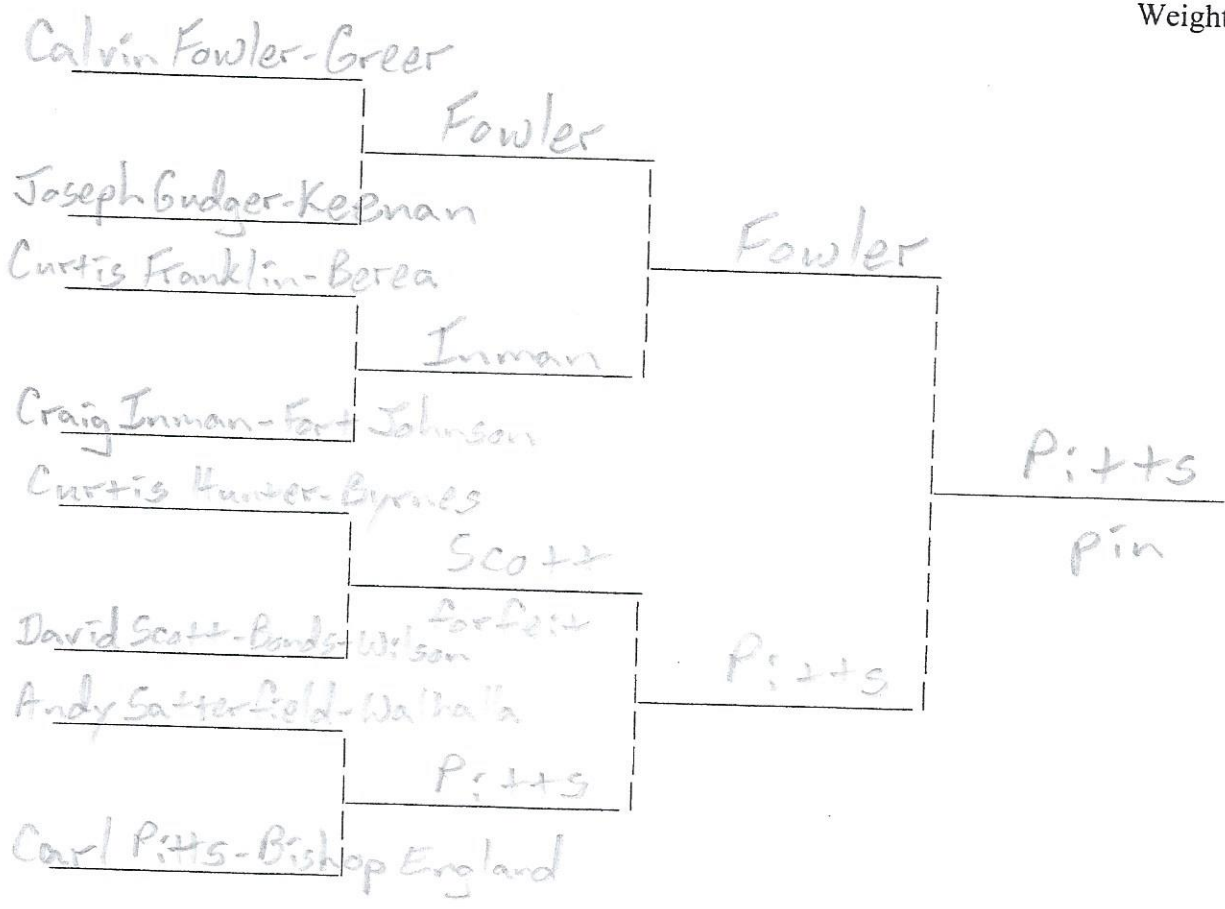 Weight
Calvin Fowler-Greer
Fowler
Joseph Gudger-Keenan
Curtis Franklin-Berea
Fowler
Inman
Craig Inman-Fort Johnson
Curtis Hunter-Byrnes
Pitts
pin
Scott
forfeit
David Scott-Bonds-Wilson
Andy Satterfield-Walhalla
Pitts
Pitts
Carl Pitts-Bishop England